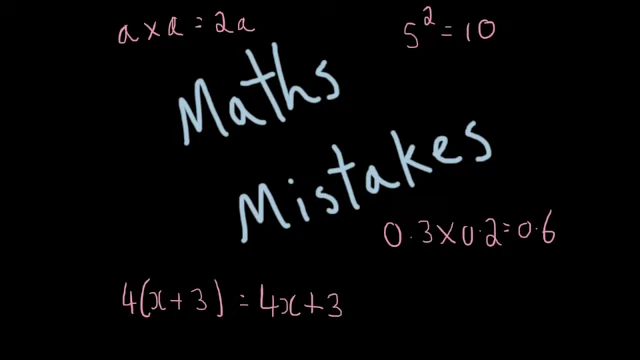 a x a = 2a
5² = 10
Maths
Mistakes
0.3 x 0.2 = 0.6
4(x + 3) = 4x + 3